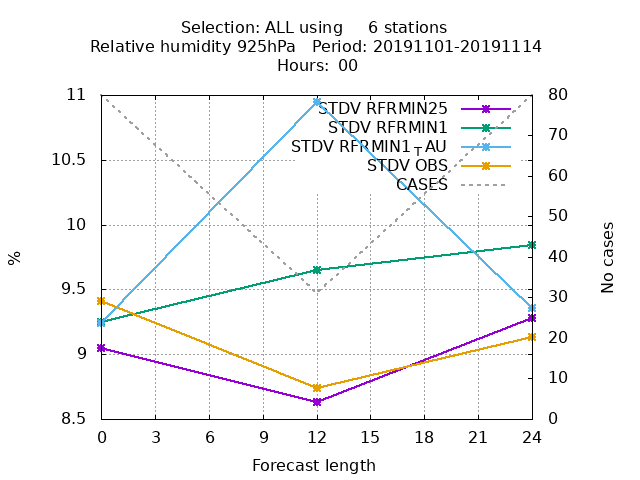 Selection: ALL using 6 stations
Relative humidity 925hPa Period: 20191101-20191114
Hours: 00
STDV RFRMIN25
STDV RFRMIN1
STDV RFRMIN1_TAU
STDV OBS
CASES
11
10.5
10
9.5
9
8.5
%
80
70
60
50
40
30
20
10
0
No cases
0 3 6 9 12 15 18 21 24
Forecast length